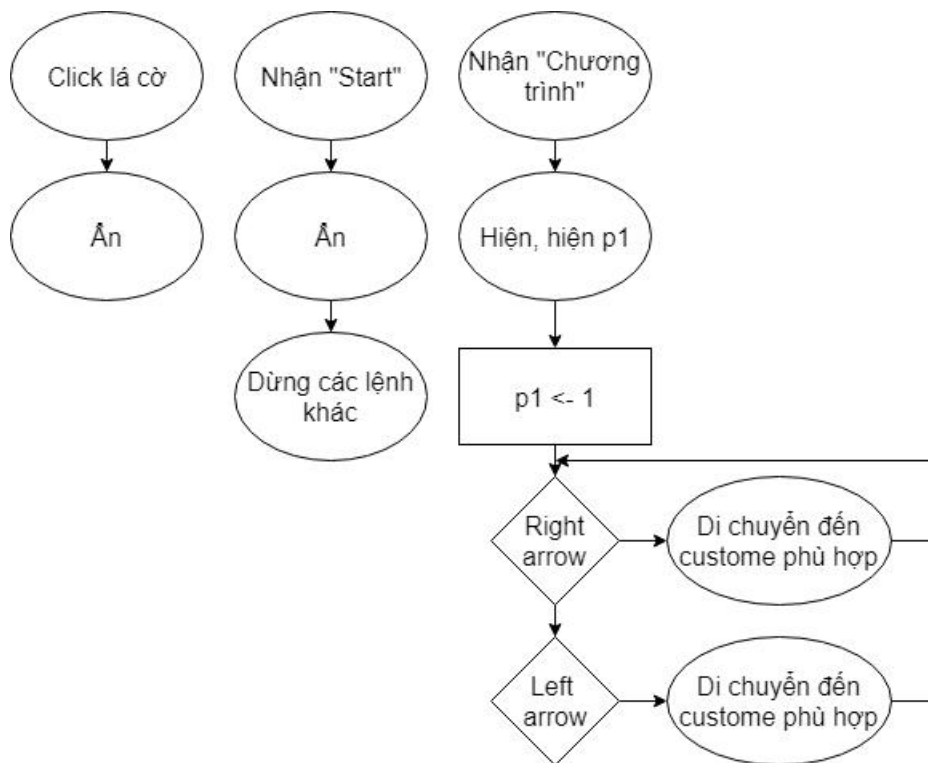 Click lá cờ
Nhận "Start"
Nhận "Chương
trình"
Ẩn
Ẩn
Hiện, hiện p1
Dừng các lệnh
khác
p1 <- 1
Right
arrow
Di chuyển đến
custome phù hợp
Left
arrow
Di chuyển đến
custome phù hợp